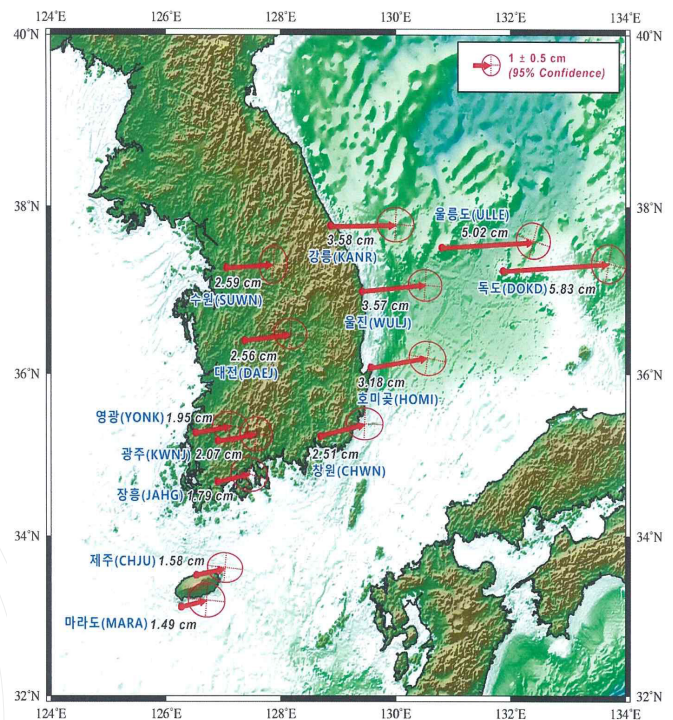 124°E 126°E 128°E 130°E 132°E 134°E
40°N 40°N
1 ± 0.5 cm
(95% Confidence)
38°N 38°N
울릉도(ULLE)
5.02 cm
3.58 cm
강릉(KANR)
2.59 cm
수원(SUWN)
독도(DOKD) 5.83 cm
3.57 cm
울진(WULJ)
2.56 cm
대전(DAEJ)
36°N 36°N
3.18 cm
호미곶(HOMI)
영광(YONK) 1.95 cm
광주(KWNJ) 2.07 cm
2.51 cm
창원(CHWN)
장흥(JAHG) 1.79 cm
34°N 34°N
제주(CHJU) 1.58 cm
마라도(MARA) 1.49 cm
32°N 32°N
124°E 126°E 128°E 130°E 132°E 134°E